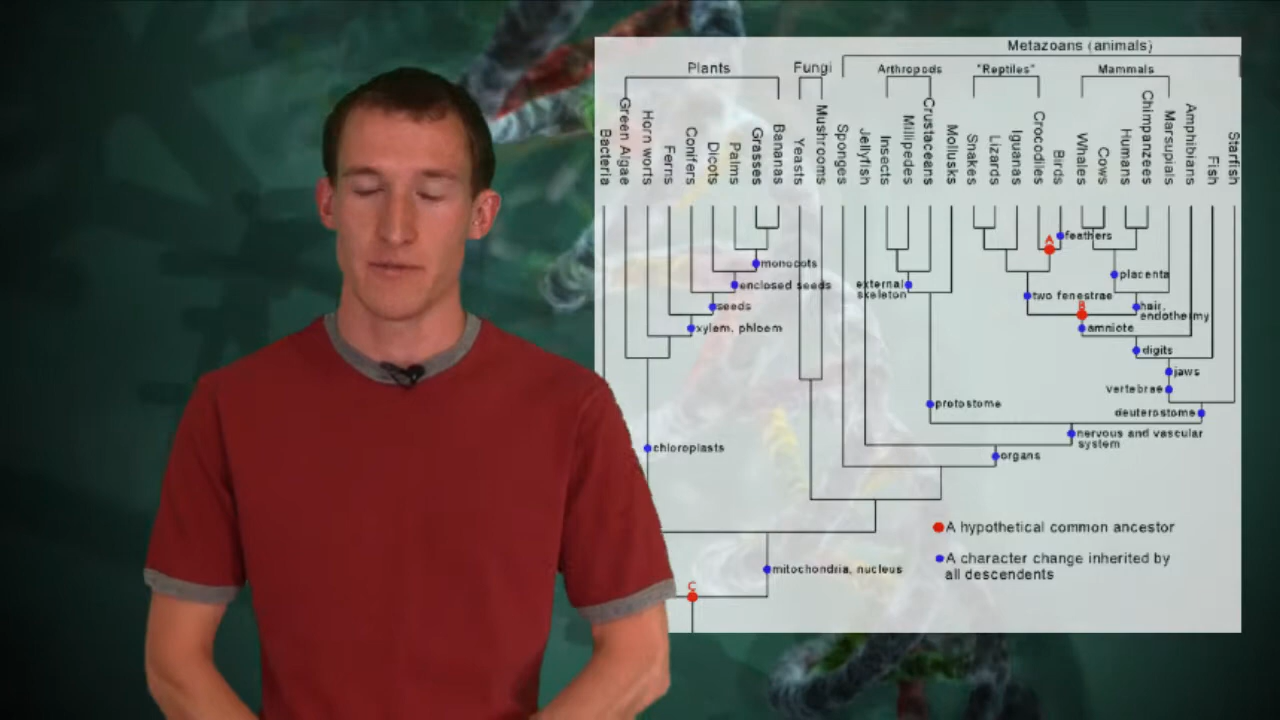 Metazoans (animals)
Plants
Fungi
Arthropods
"Reptiles"
Mammals
Bacteria
Green Algae
Horn worts
Ferns
Conifers
Dicots
Palms
Grasses
Bananas
Yeasts
Mushrooms
Sponges
Jellyfish
Insects
Millipedes
Crustaceans
Mollusks
Snakes
Lizards
Iguanas
Crocodiles
Birds
Whales
Cows
Humans
Chimpanzees
Marsupials
Amphibians
Fish
Starfish
A
feathers
monocots
placenta
enclosed seeds
external
skeleton
two fenestrae
seeds
hair,
endothermy
B
xylem, phloem
amniote
digits
jaws
vertebrae
protostome
deuterostome
nervous and vascular
system
chloroplasts
organs
A hypothetical common ancestor
A character change inherited by
all descendents
mitochondria, nucleus
C